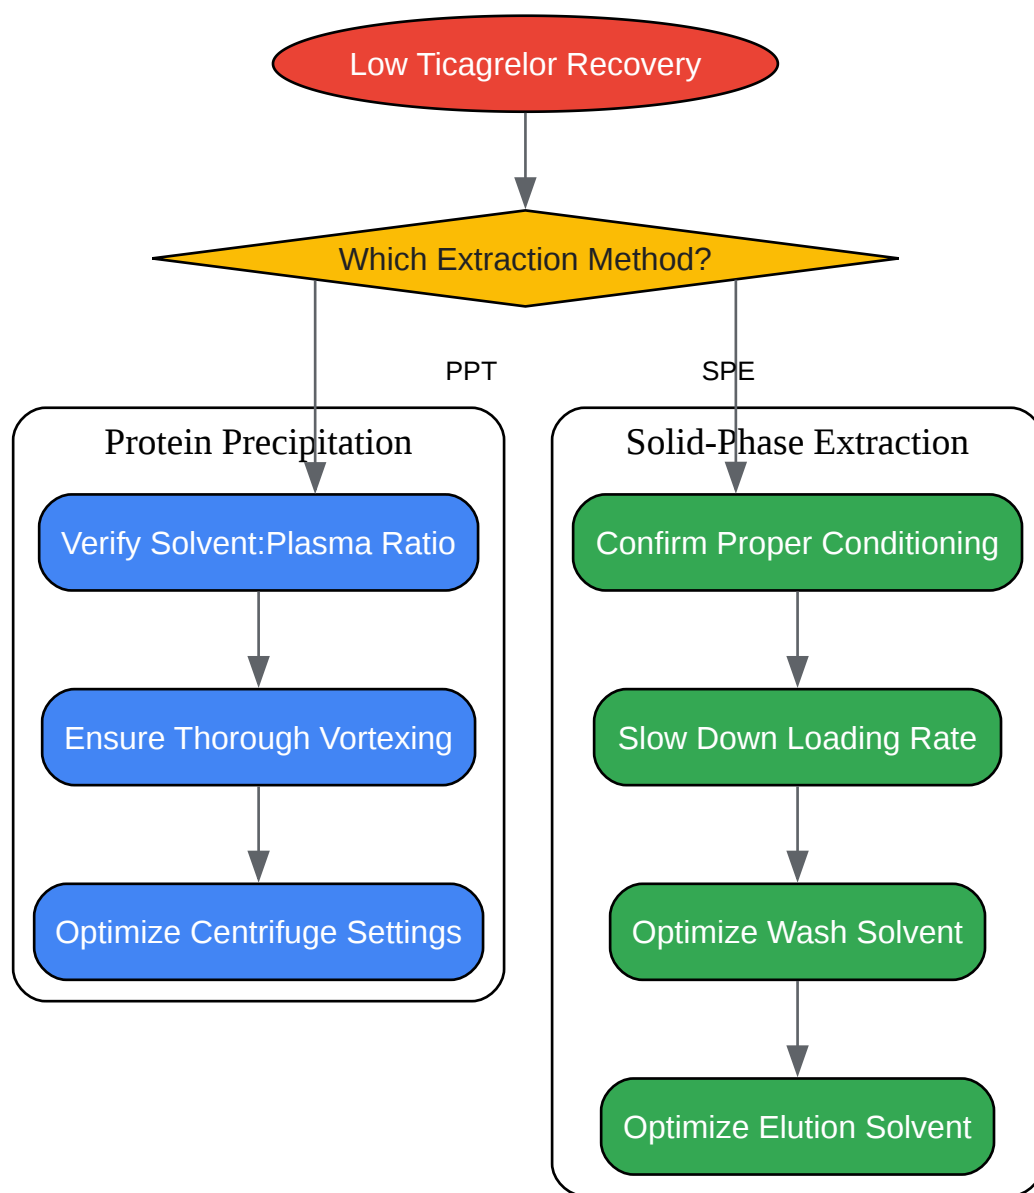 Low Ticagrelor Recovery
Which Extraction Method?
PPT
SPE
Protein Precipitation
Verify Solvent:Plasma Ratio
Ensure Thorough Vortexing
Optimize Centrifuge Settings
Solid-Phase Extraction
Confirm Proper Conditioning
Slow Down Loading Rate
Optimize Wash Solvent
Optimize Elution Solvent